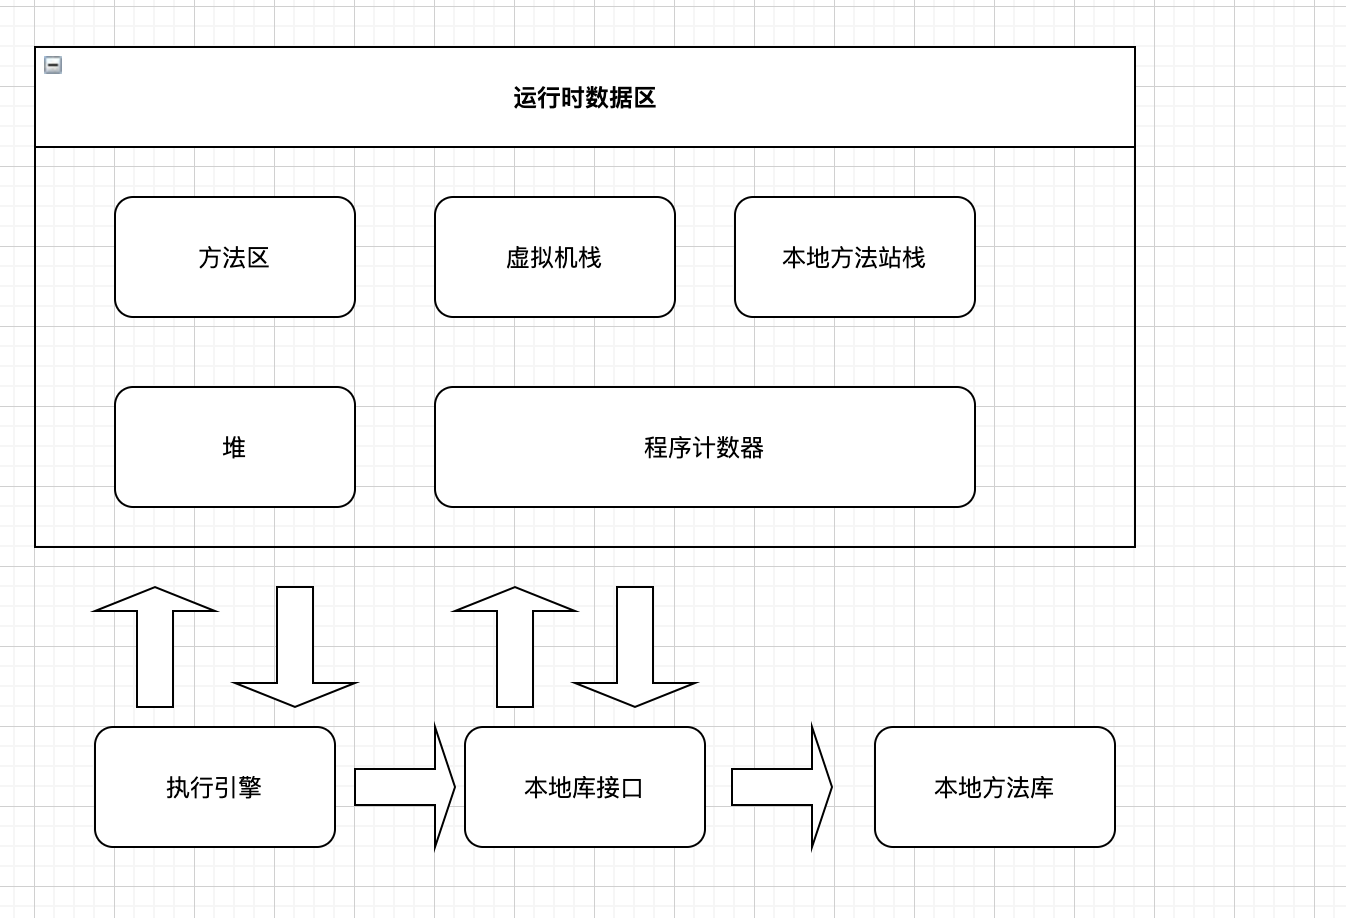 运行时数据区
方法区
虚拟机栈
本地方法站栈
堆
程序计数器
执行引擎
本地库接口
本地方法库